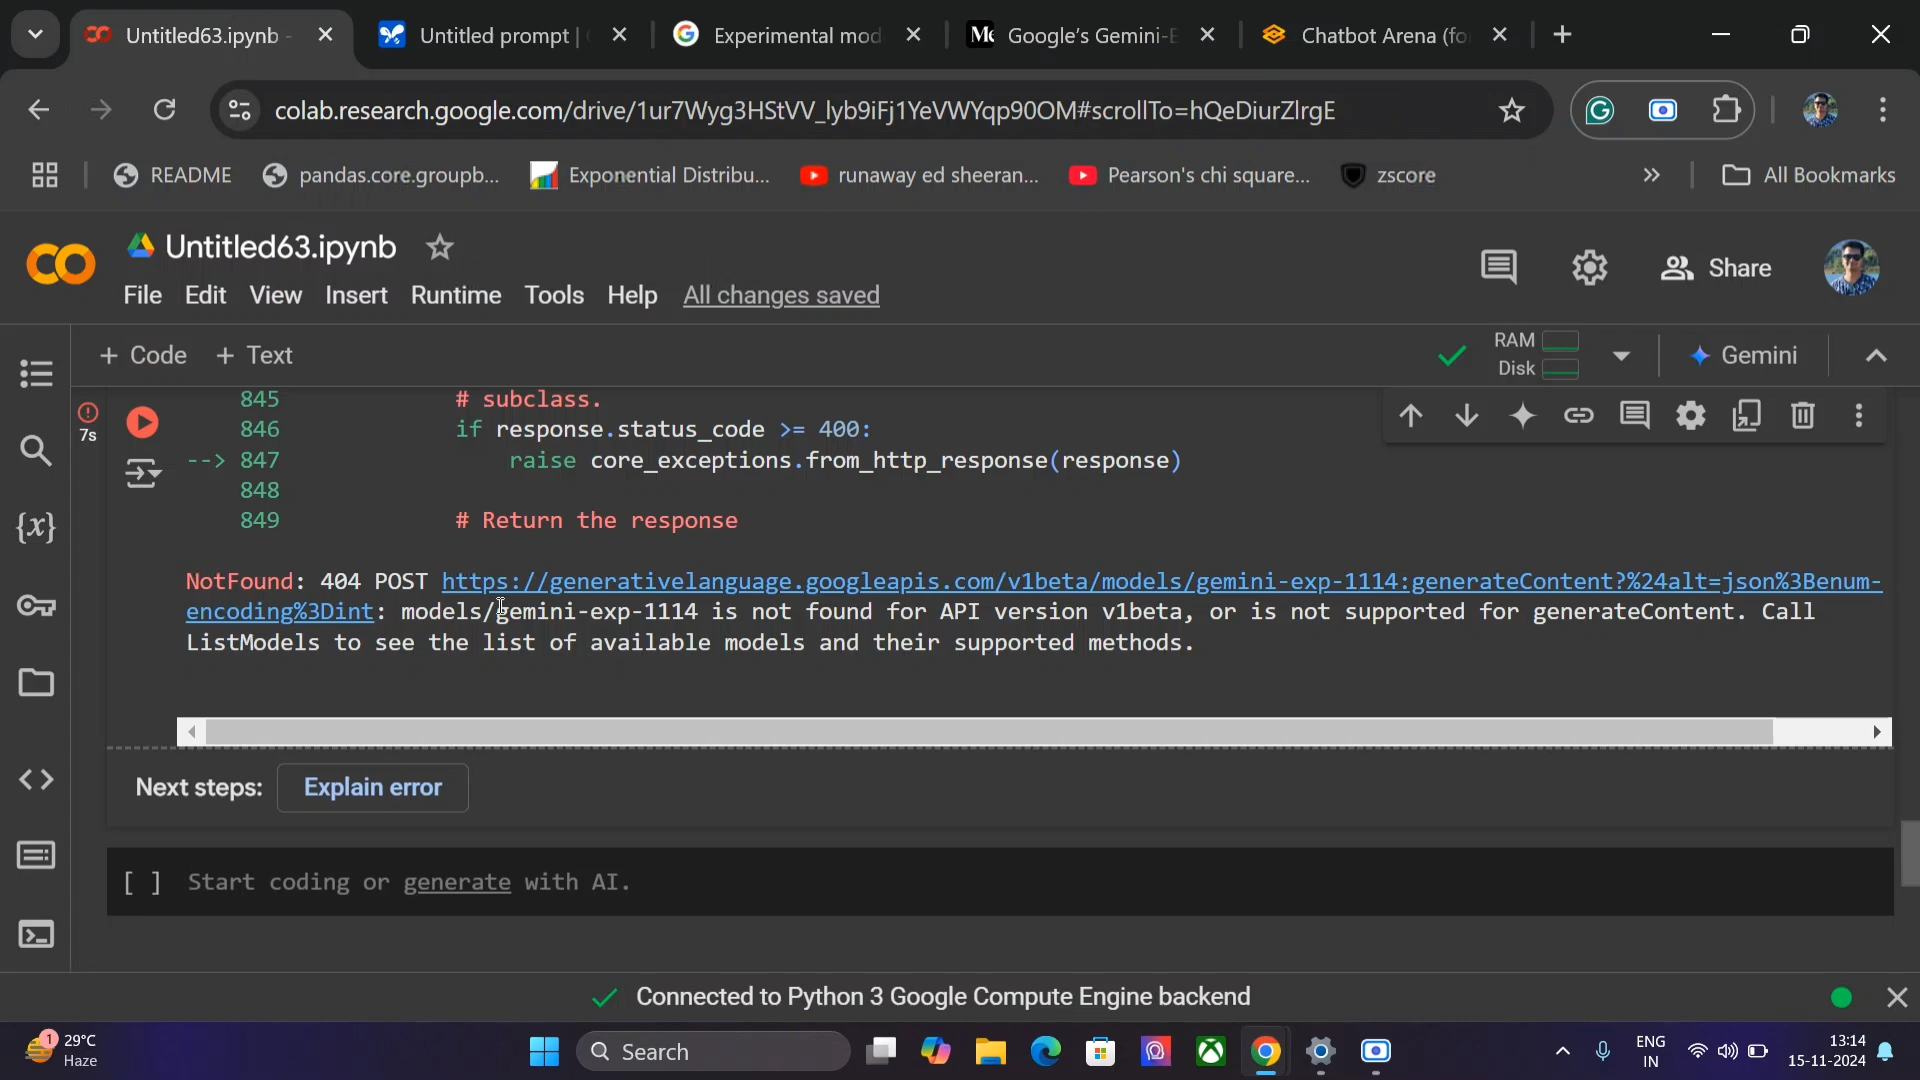 Untitled63.ipynb -
Untitled prompt |
Experimental mod
Google's Gemini-E
Chatbot Arena (fo
colab.research.google.com/drive/1ur7Wyg3HStVV_lyb9iFj1YeVWYqp90OM#scrollTo=hQeDiurZlrgE
README
pandas.core.groupb...
Exponential Distribu...
runaway ed sheeran...
Pearson's chi square...
zscore
»
All Bookmarks
Untitled63.ipynb
Share
File Edit View Insert Runtime Tools Help All changes saved
+ Code + Text
RAM
Disk
Gemini
7s
845 # subclass.
846 if response.status_code >= 400:
--> 847 raise core_exceptions.from_http_response(response)
848
849 # Return the response
NotFound: 404 POST https://generativelanguage.googleapis.com/v1beta/models/gemini-exp-1114:generateContent?%24alt=json%3Benum-
encoding%3Dint: models/gemini-exp-1114 is not found for API version v1beta, or is not supported for generateContent. Call
ListModels to see the list of available models and their supported methods.
Next steps: Explain error
[ ] Start coding or generate with AI.
Connected to Python 3 Google Compute Engine backend
1
29°C
Haze
Search
ENG
IN
13:14
15-11-2024